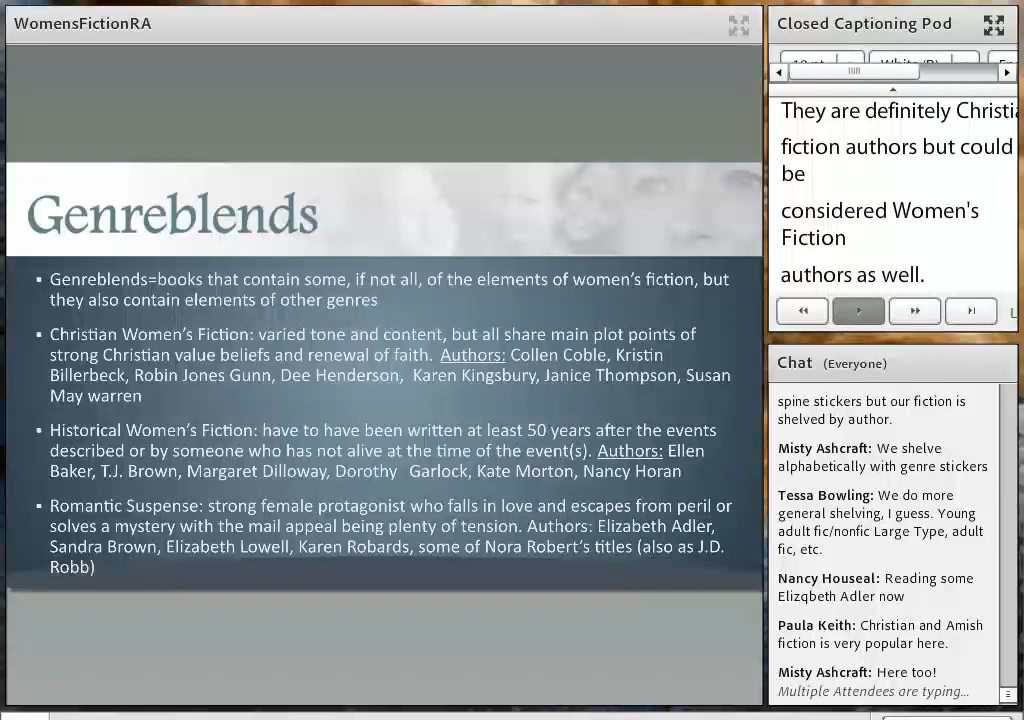 WomensFictionRA
Genreblends
▪ Genreblends=books that contain some, if not all, of the elements of women's fiction, but
they also contain elements of other genres
▪ Christian Women's Fiction: varied tone and content, but all share main plot points of
strong Christian value beliefs and renewal of faith. Authors: Collen Coble, Kristin
Billerbeck, Robin Jones Gunn, Dee Henderson, Karen Kingsbury, Janice Thompson, Susan
May warren
▪ Historical Women's Fiction: have to have been written at least 50 years after the events
described or by someone who has not alive at the time of the event(s). Authors: Ellen
Baker, T.J. Brown, Margaret Dilloway, Dorothy Garlock, Kate Morton, Nancy Horan
▪ Romantic Suspense: strong female protagonist who falls in love and escapes from peril or
solves a mystery with the mail appeal being plenty of tension. Authors: Elizabeth Adler,
Sandra Brown, Elizabeth Lowell, Karen Robards, some of Nora Robert's titles (also as J.D.
Robb)
Closed Captioning Pod
They are definitely Christia
fiction authors but could
be
considered Women's
Fiction
authors as well.
Chat (Everyone)
spine stickers but our fiction is
shelved by author.
Misty Ashcraft: We shelve
alphabetically with genre stickers
Tessa Bowling: We do more
general shelving, I guess. Young
adult fic/nonfic Large Type, adult
fic, etc.
Nancy Houseal: Reading some
Elizqbeth Adler now
Paula Keith: Christian and Amish
fiction is very popular here.
Misty Ashcraft: Here too!
Multiple Attendees are typing...